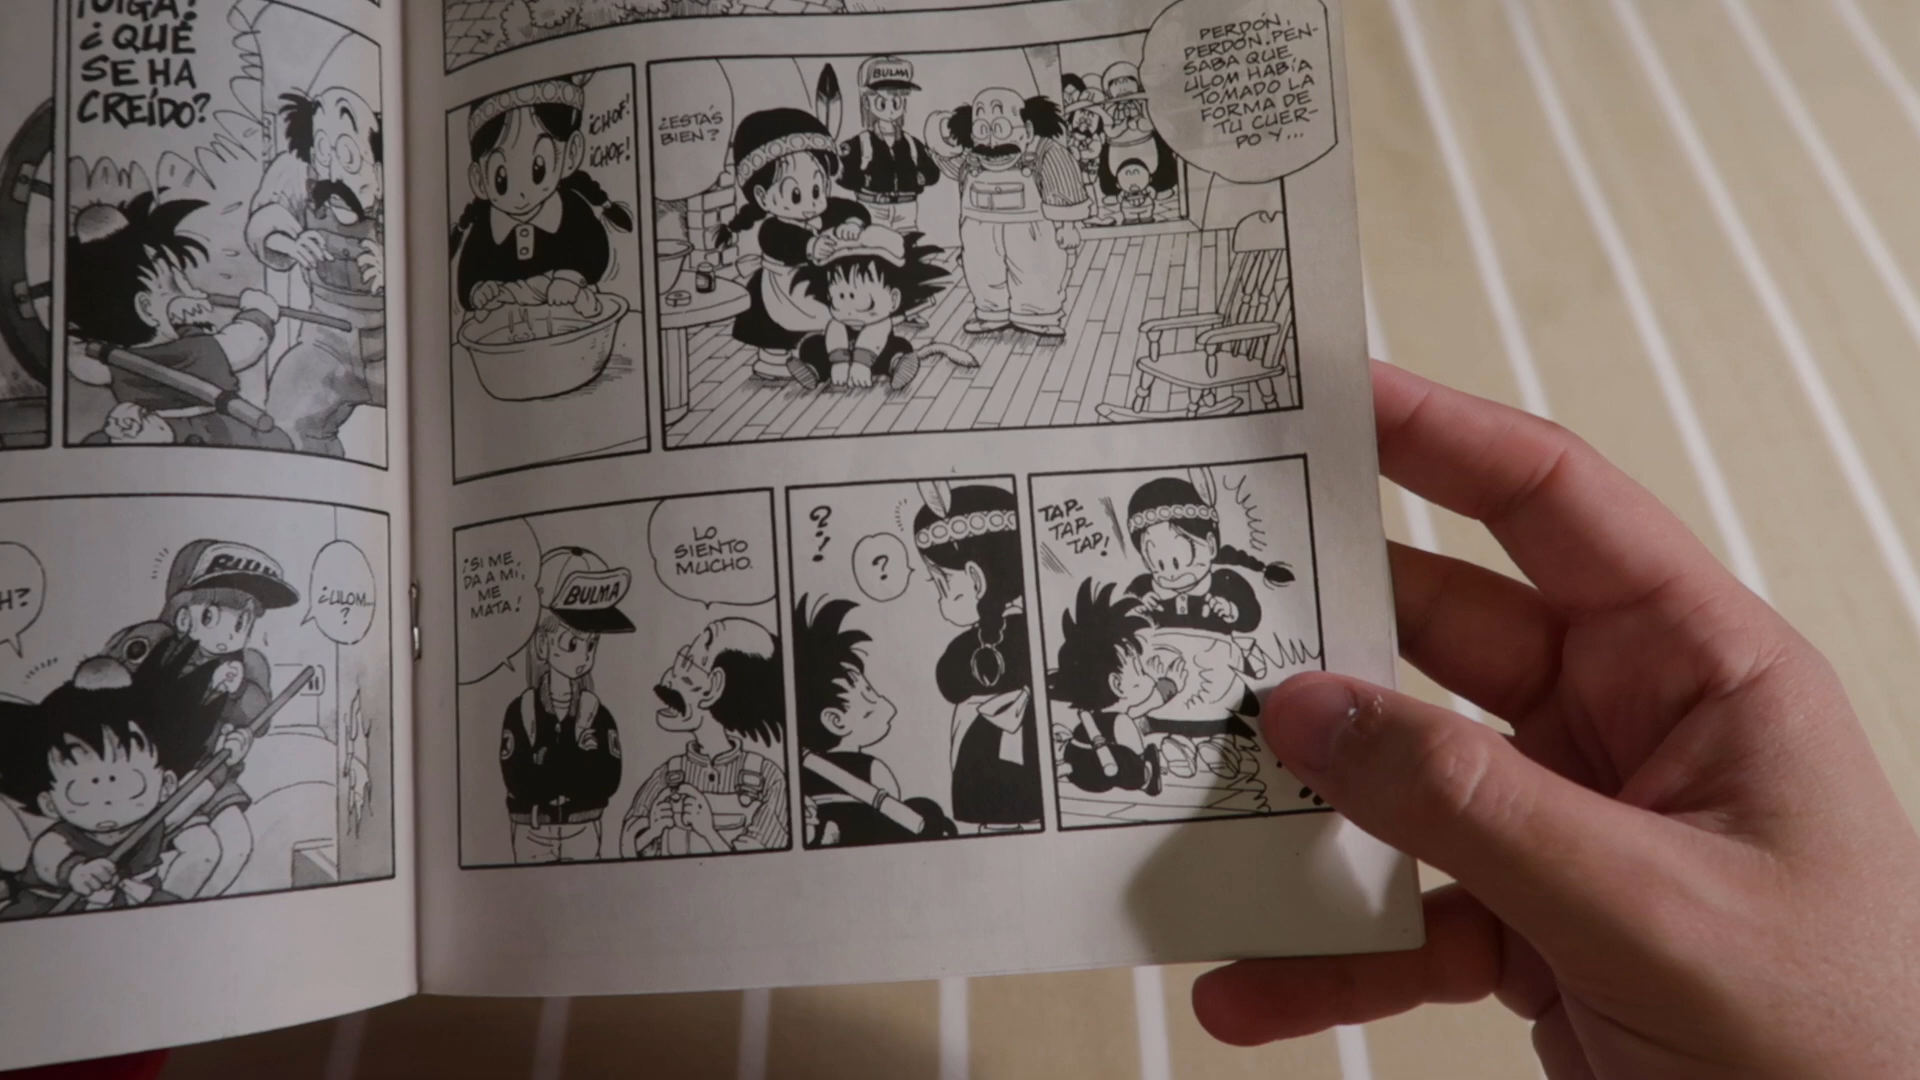 ¡OIGA!
¿QUÉ
SE HA
CREÍDO?
H?
BULMA
¿ULOM...
?
¡CHOF!
¡CHOF!
¿ESTÁS
BIEN?
BULMA
PERDÓN,
PERDÓN. PEN-
SABA QUE
ULOM HABÍA
TOMADO LA
FORMA DE
TU CUER-
PO Y...
¡SI ME
DA A MI,
ME
MATA!
BULMA
LO
SIENTO
MUCHO.
?!
?
TAP-
TAP-
TAP!